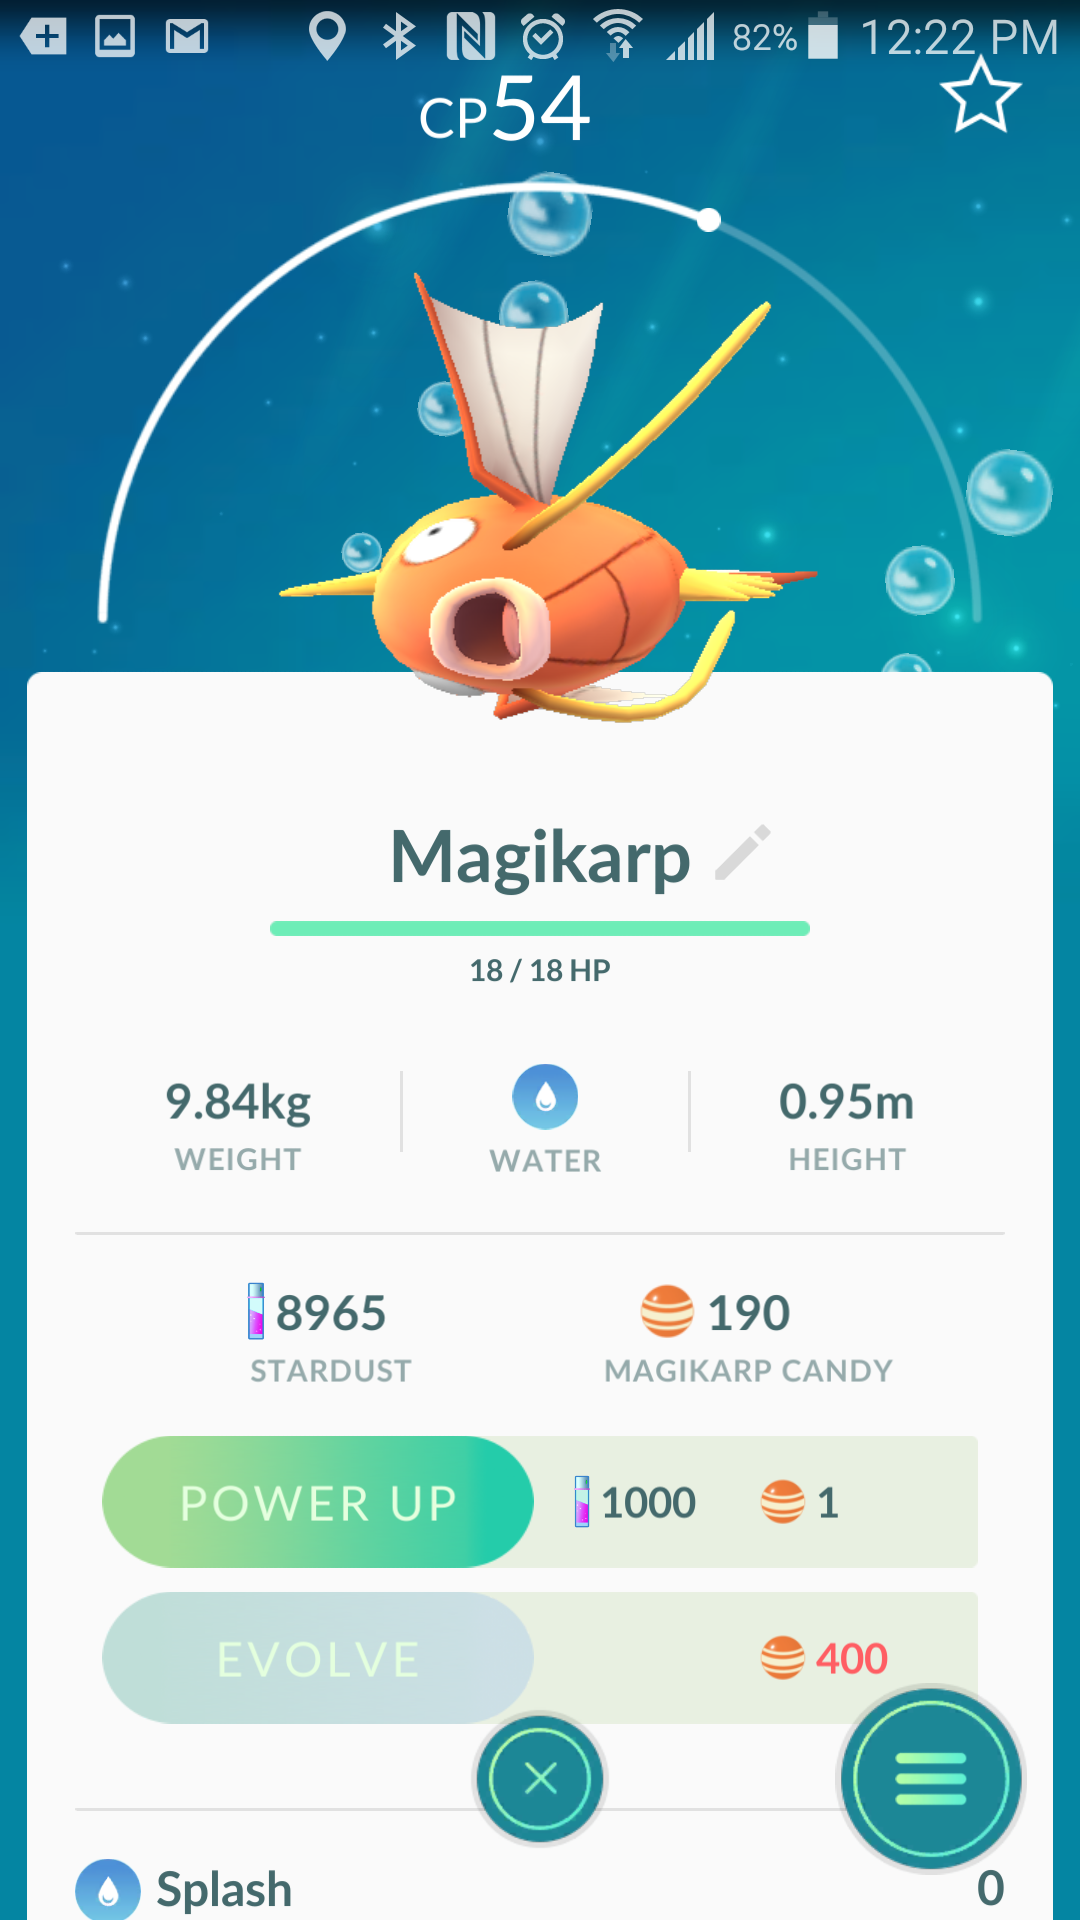 82% 12:22 PM
CP54
Magikarp
18 / 18 HP
9.84kg
WEIGHT
WATER
0.95m
HEIGHT
8965
STARDUST
190
MAGIKARP CANDY
POWER UP 1000 1
EVOLVE 400
Splash 0